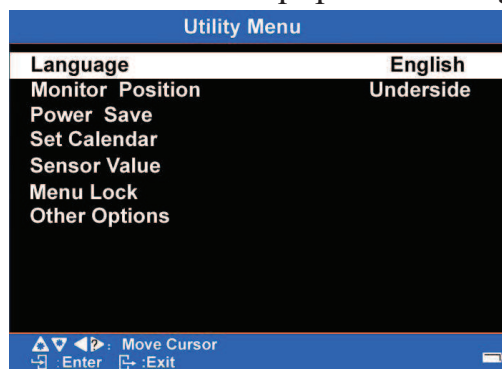 Utility Menu
Language English
Monitor Position Underside
Power Save
Set Calendar
Sensor Value
Menu Lock
Other Options
: Move Cursor
:Enter :Exit